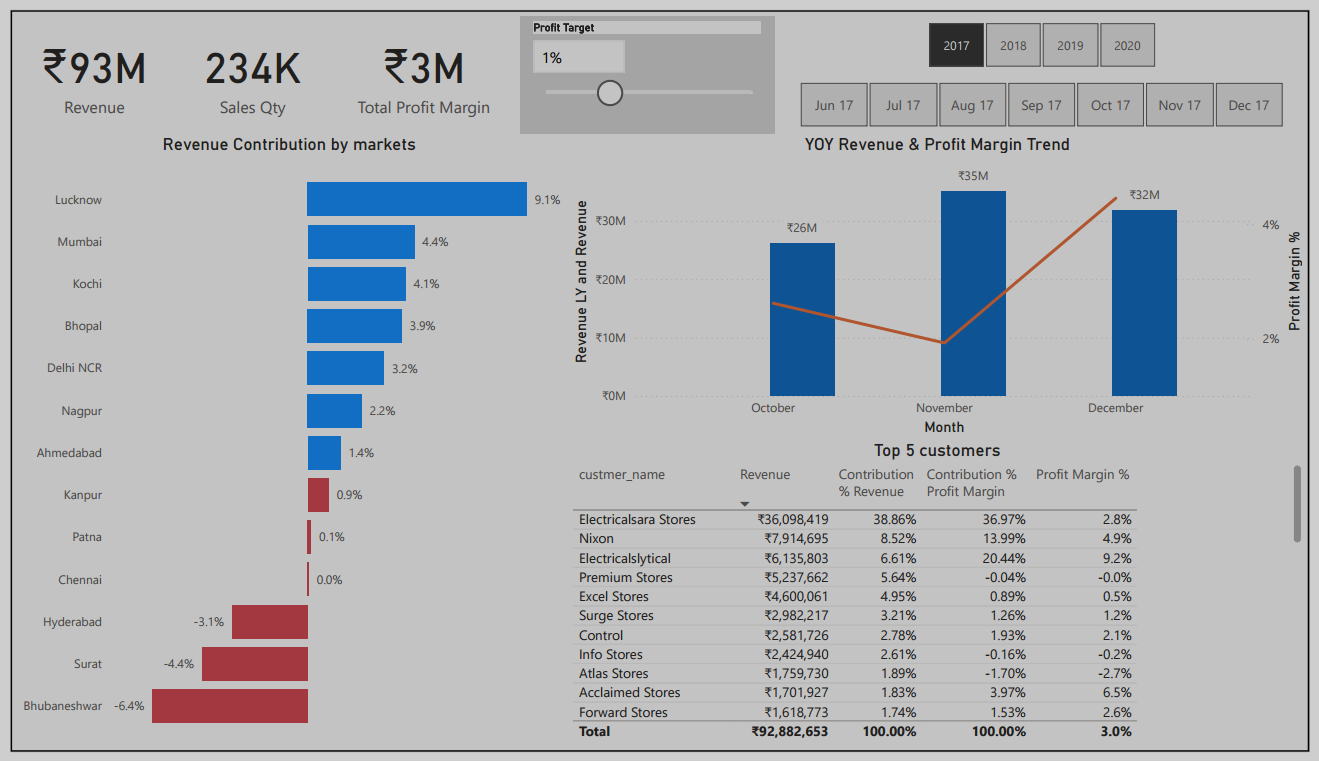 ₹93M
Revenue
234K
Sales Qty
₹3M
Total Profit Margin
Profit Target
1%
2017
2018
2019
2020
Jun 17
Jul 17
Aug 17
Sep 17
Oct 17
Nov 17
Dec 17
Revenue Contribution by markets
Lucknow 9.1%
Mumbai 4.4%
Kochi 4.1%
Bhopal 3.9%
Delhi NCR 3.2%
Nagpur 2.2%
Ahmedabad 1.4%
Kanpur 0.9%
Patna 0.1%
Chennai 0.0%
Hyderabad -3.1%
Surat -4.4%
Bhubaneshwar -6.4%
YOY Revenue & Profit Margin Trend
Revenue LY and Revenue
₹30M
₹20M
₹10M
₹0M
₹26M
₹35M
₹32M
4%
2%
Profit Margin %
October
November
December
Month
Top 5 customers
custmer_name Revenue Contribution Contribution % Profit Margin %
% Revenue Profit Margin
Electricalsara Stores ₹36,098,419 38.86% 36.97% 2.8%
Nixon ₹7,914,695 8.52% 13.99% 4.9%
Electricalslytical ₹6,135,803 6.61% 20.44% 9.2%
Premium Stores ₹5,237,662 5.64% -0.04% -0.0%
Excel Stores ₹4,600,061 4.95% 0.89% 0.5%
Surge Stores ₹2,982,217 3.21% 1.26% 1.2%
Control ₹2,581,726 2.78% 1.93% 2.1%
Info Stores ₹2,424,940 2.61% -0.16% -0.2%
Atlas Stores ₹1,759,730 1.89% -1.70% -2.7%
Acclaimed Stores ₹1,701,927 1.83% 3.97% 6.5%
Forward Stores ₹1,618,773 1.74% 1.53% 2.6%
Total ₹92,882,653 100.00% 100.00% 3.0%